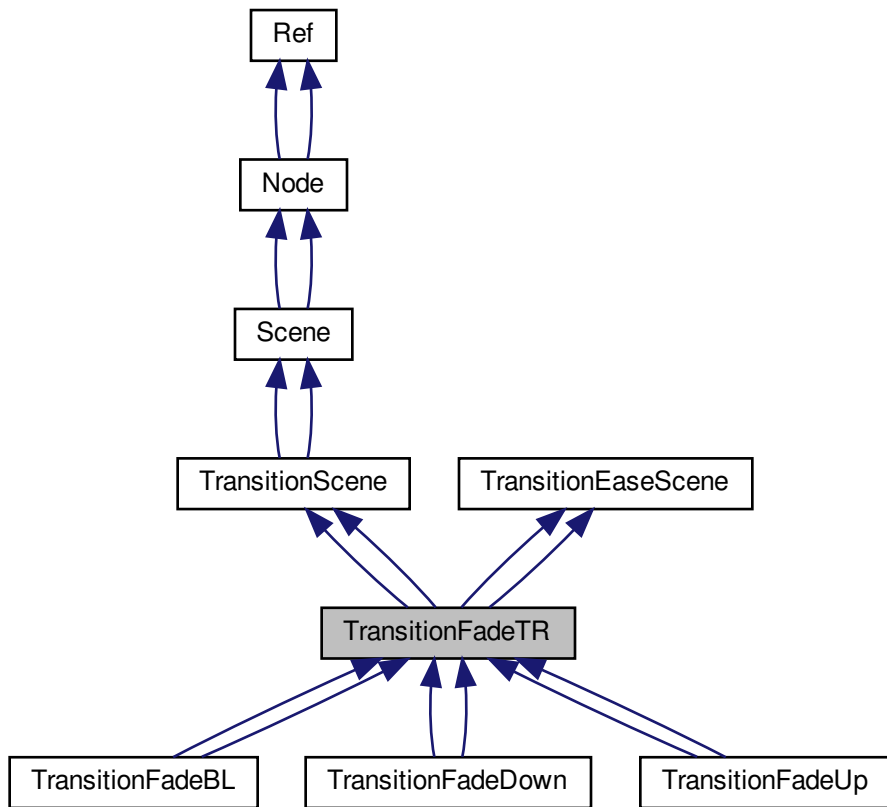 Ref
Node
Scene
TransitionScene
TransitionEaseScene
TransitionFadeTR
TransitionFadeBL
TransitionFadeDown
TransitionFadeUp